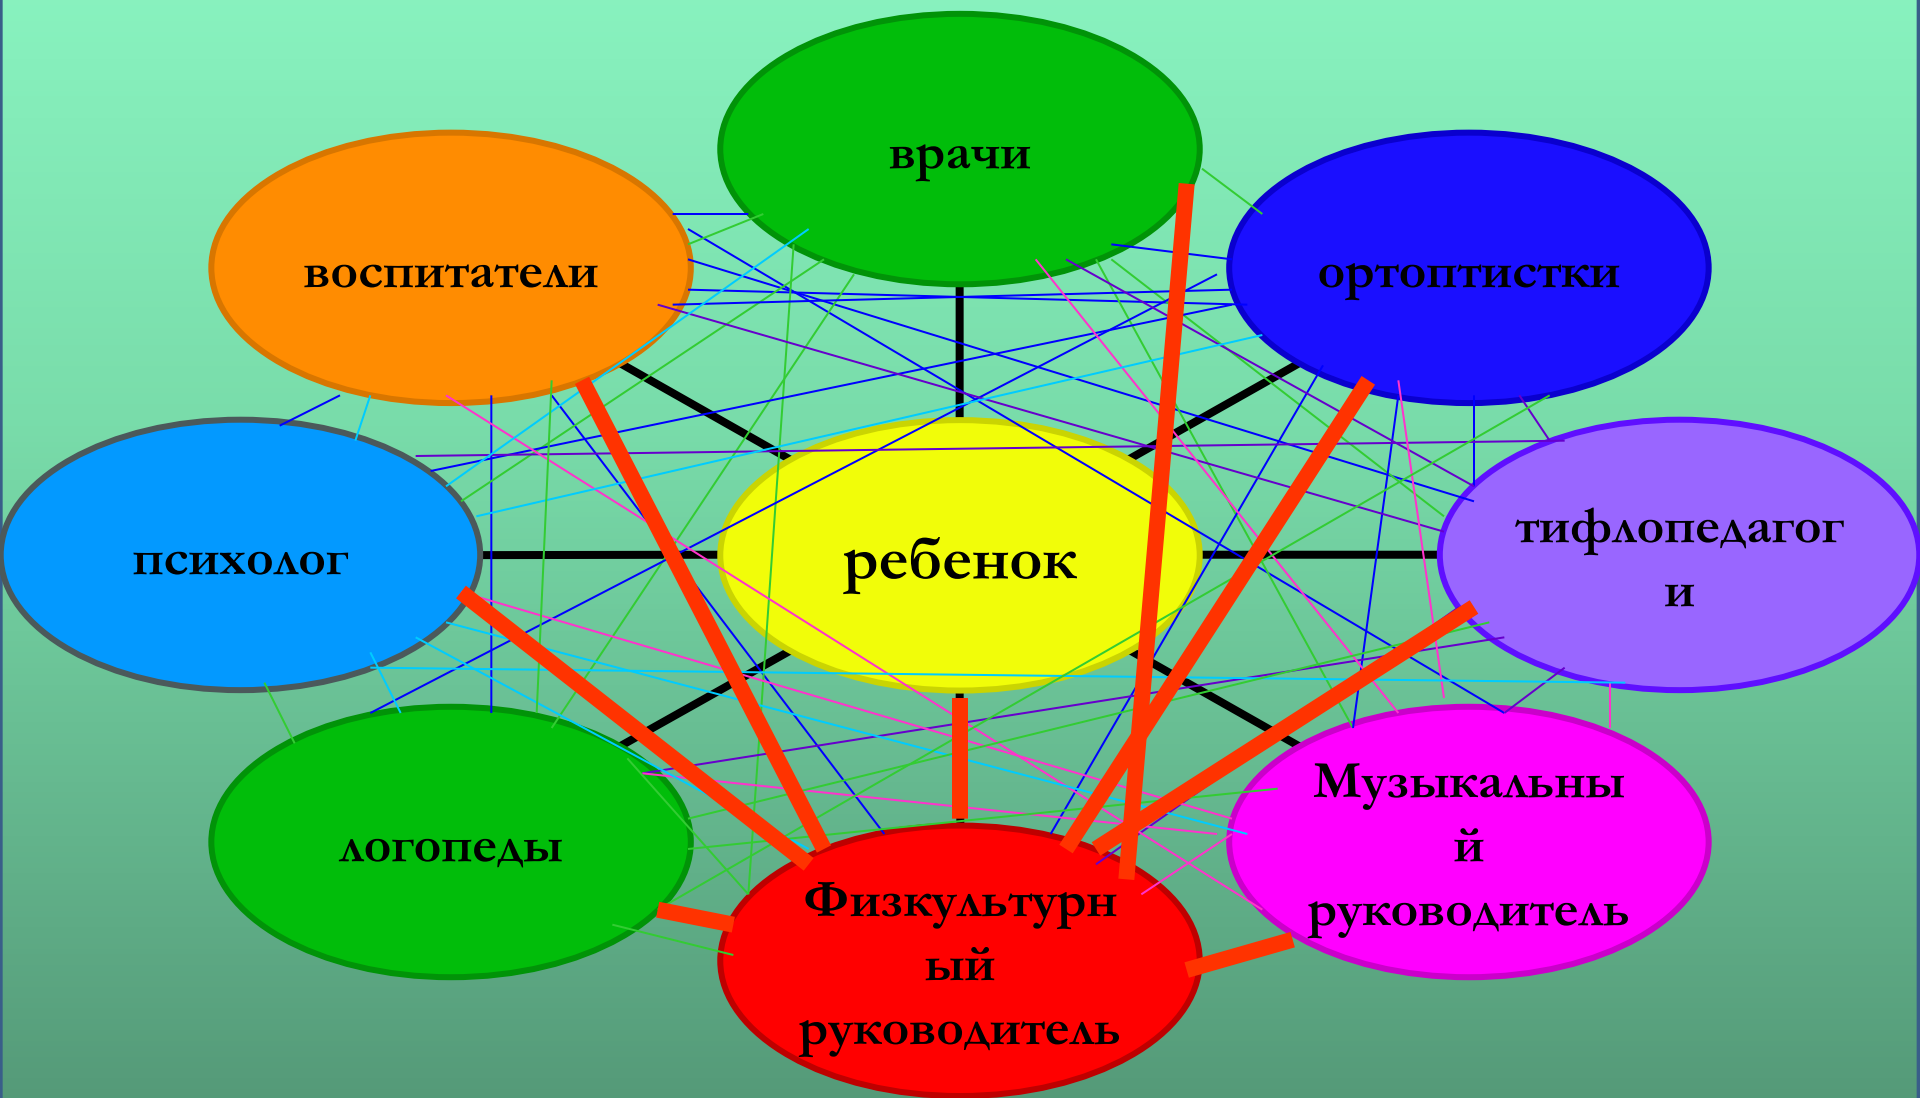 врачи
воспитатели
ортоптистки
тифлопедагог
и
психолог
ребенок
Музыкальны
й
руководитель
логопеды
Физкультурн
ый
руководитель